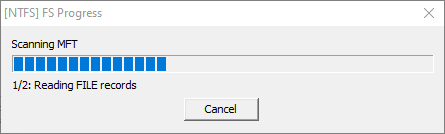 [NTFS] FS Progress
Scanning MFT
1/2: Reading FILE records
Cancel